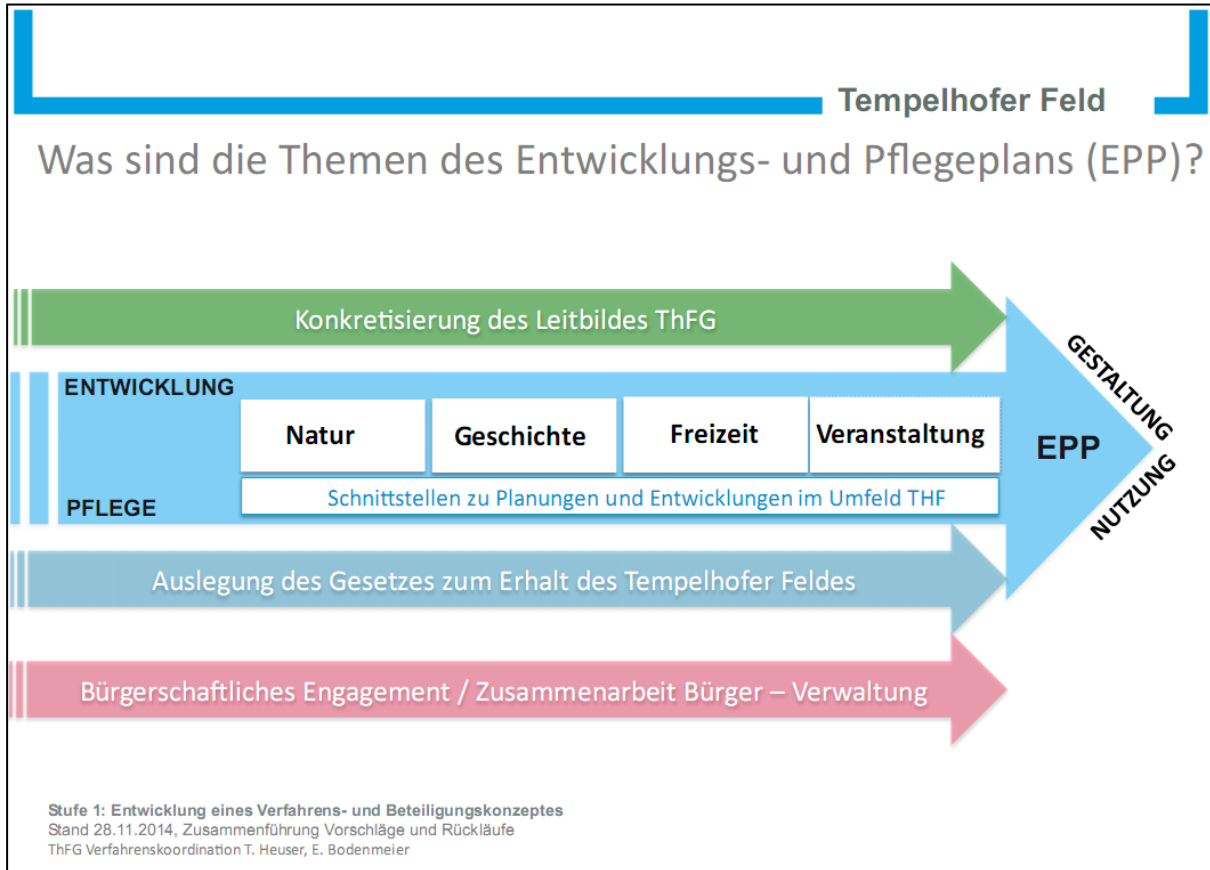 Tempelhofer Feld
Was sind die Themen des Entwicklungs- und Pflegeplans (EPP)?
Konkretisierung des Leitbildes ThFG
ENTWICKLUNG
Natur
Geschichte
Freizeit
Veranstaltung
Schnittstellen zu Planungen und Entwicklungen im Umfeld THF
PFLEGE
EPP
GESTALTUNG
NUTZUNG
Auslegung des Gesetzes zum Erhalt des Tempelhofer Feldes
Bürgerschaftliches Engagement / Zusammenarbeit Bürger – Verwaltung
Stufe 1: Entwicklung eines Verfahrens- und Beteiligungskonzeptes
Stand 28.11.2014, Zusammenführung Vorschläge und Rückläufe
ThFG Verfahrenskoordination T. Heuser, E. Bodenmeier